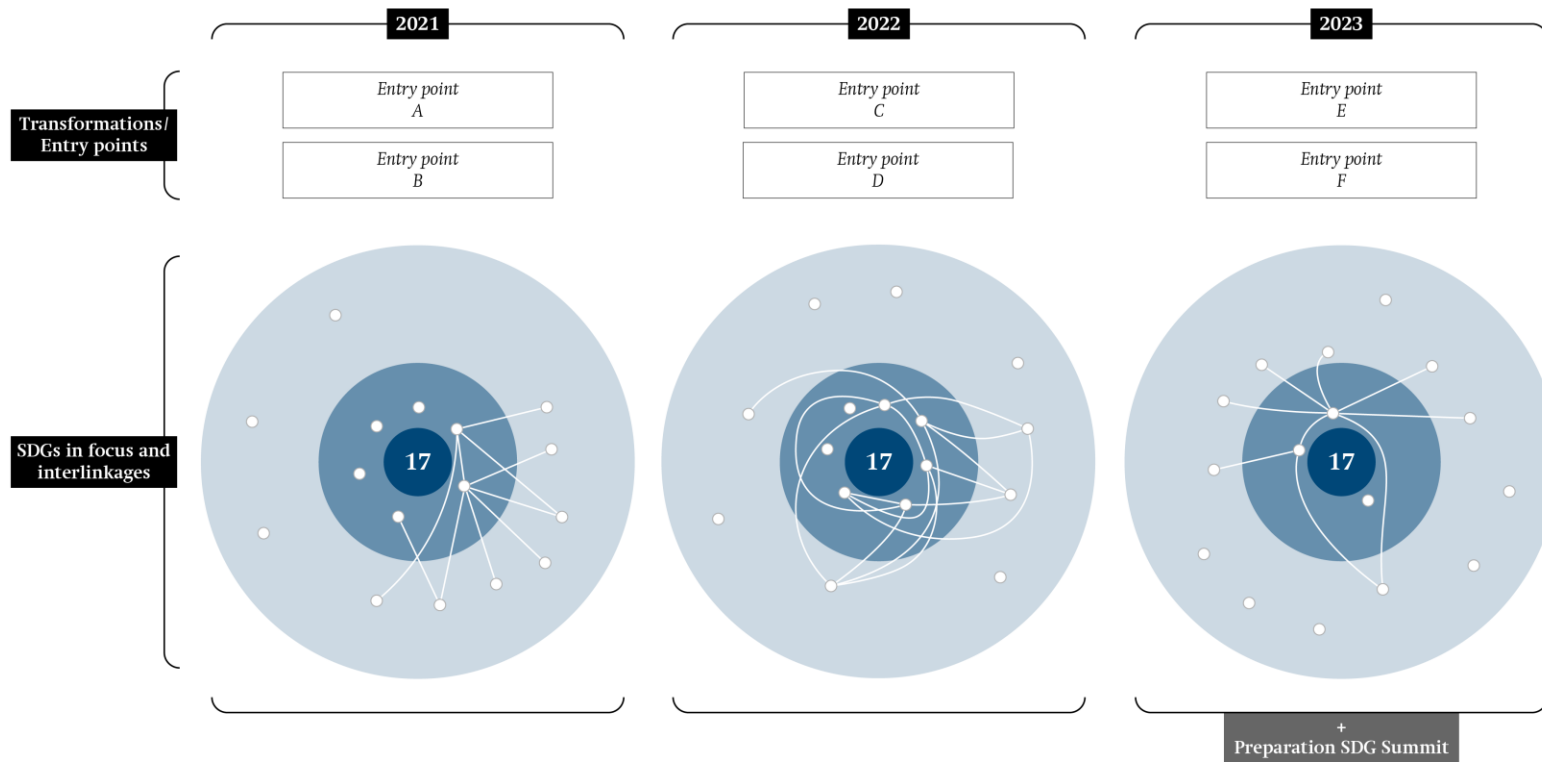 2021
2022
2023
Transformations/
Entry points
Entry point
A
Entry point
C
Entry point
E
Entry point
B
Entry point
D
Entry point
F
SDGs in focus and
interlinkages
17
17
17
+
Preparation SDG Summit